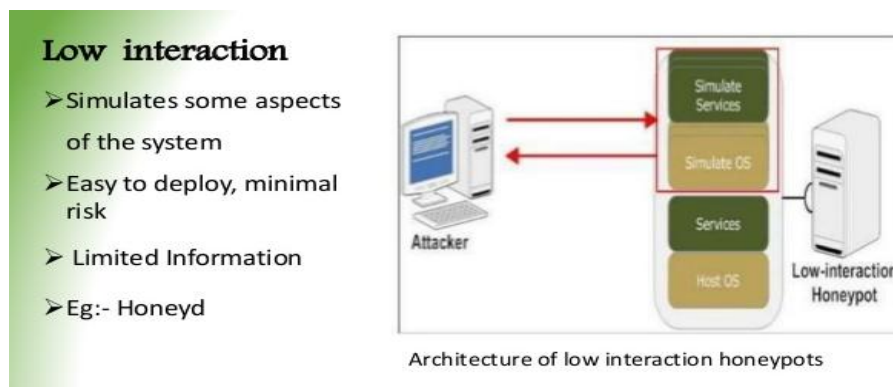 Low interaction
➢Simulates some aspects
of the system
➢Easy to deploy, minimal
risk
➢ Limited Information
➢Eg:- Honeyd
Simulate
Services
Simulate OS
Attacker
Services
Host OS
Low-interaction
Honeypot
Architecture of low interaction honeypots